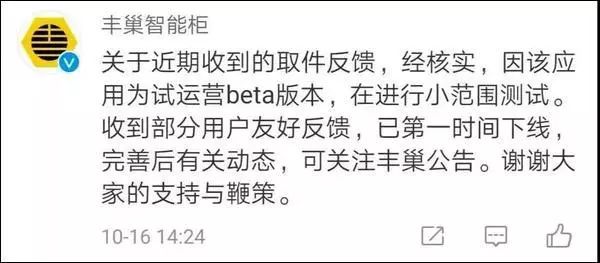 丰巢智能柜
关于近期收到的取件反馈，经核实，因该应
用为试运营beta版本，在进行小范围测试。
收到部分用户友好反馈，已第一时间下线，
完善后有关动态，可关注丰巢公告。谢谢大
家的支持与鞭策。
10-16 14:24